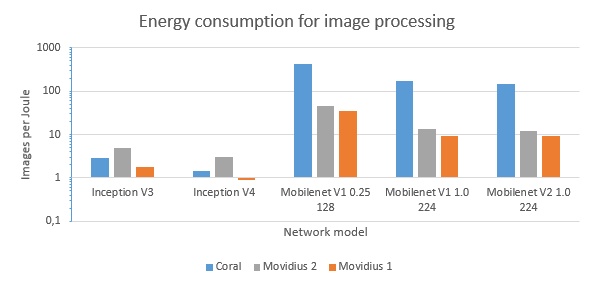 Energy consumption for image processing
1000
100
10
1
0,1
Images per Joule
Inception V3
Inception V4
Mobilenet V1 0.25
128
Mobilenet V1 1.0
224
Mobilenet V2 1.0
224
Network model
Coral
Movidius 2
Movidius 1